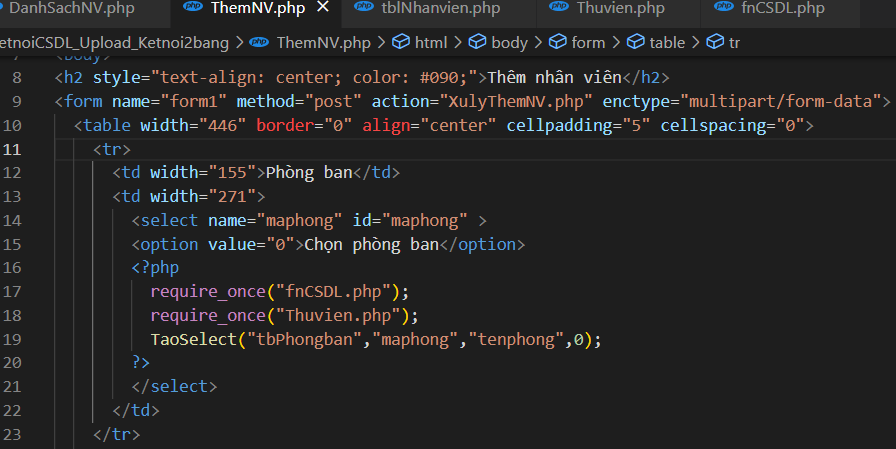 DanhSachNV.php ThemNV.php × tblNhanvien.php Thuvien.php fnCSDL.php
etnoiCSDL_Upload_Ketnoi2bang > ThemNV.php > html > body > form > table > tr
<body>
8 <h2 style="text-align: center; color: #090;">Thêm nhân viên</h2>
9 <form name="form1" method="post" action="XulyThemNV.php" enctype="multipart/form-data">
10 <table width="446" border="0" align="center" cellpadding="5" cellspacing="0">
11 <tr>
12 <td width="155">Phòng ban</td>
13 <td width="271">
14 <select name="maphong" id="maphong" >
15 <option value="0">Chọn phòng ban</option>
16 <?php
17 require_once("fnCSDL.php");
18 require_once("Thuvien.php");
19 TaoSelect("tbPhongban","maphong","tenphong",0);
20 ?>
21 </select>
22 </td>
23 </tr>